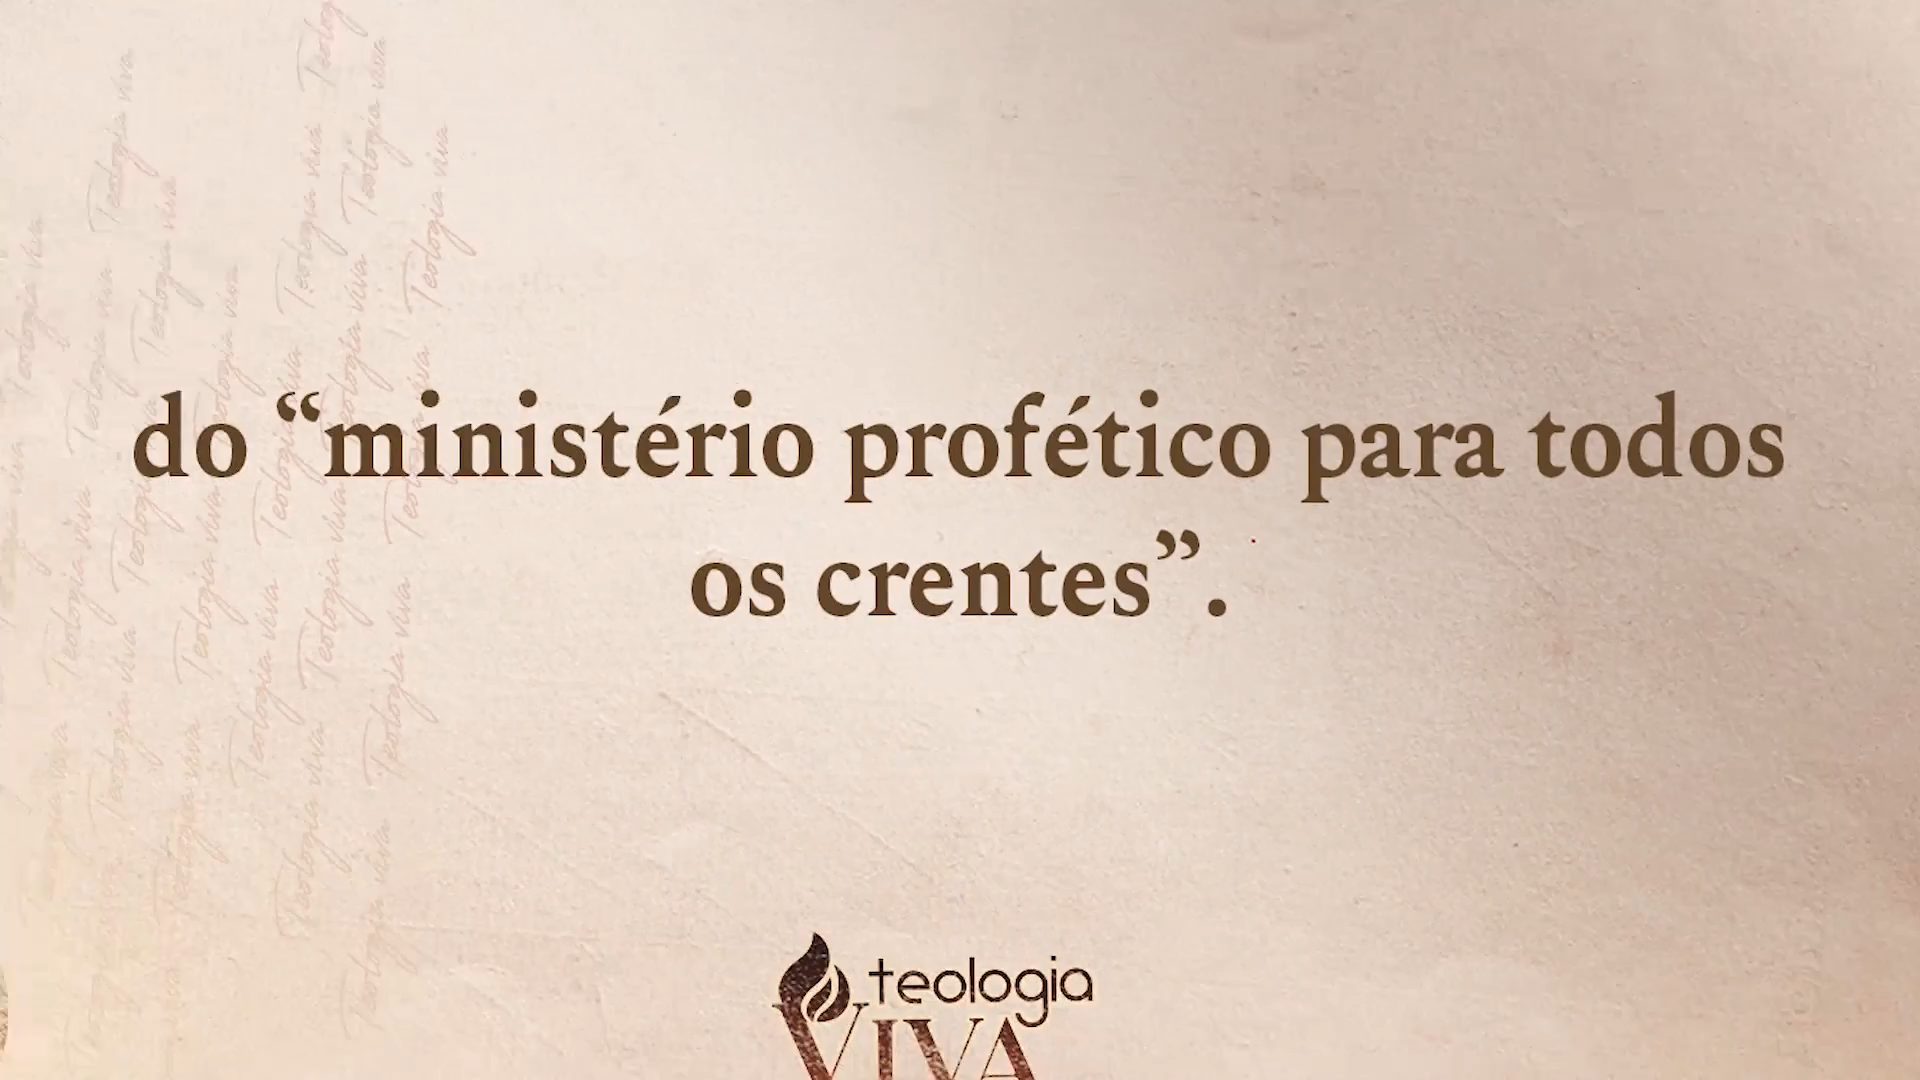 do “ministério profético para todos
os crentes”.
teologia
VIVA